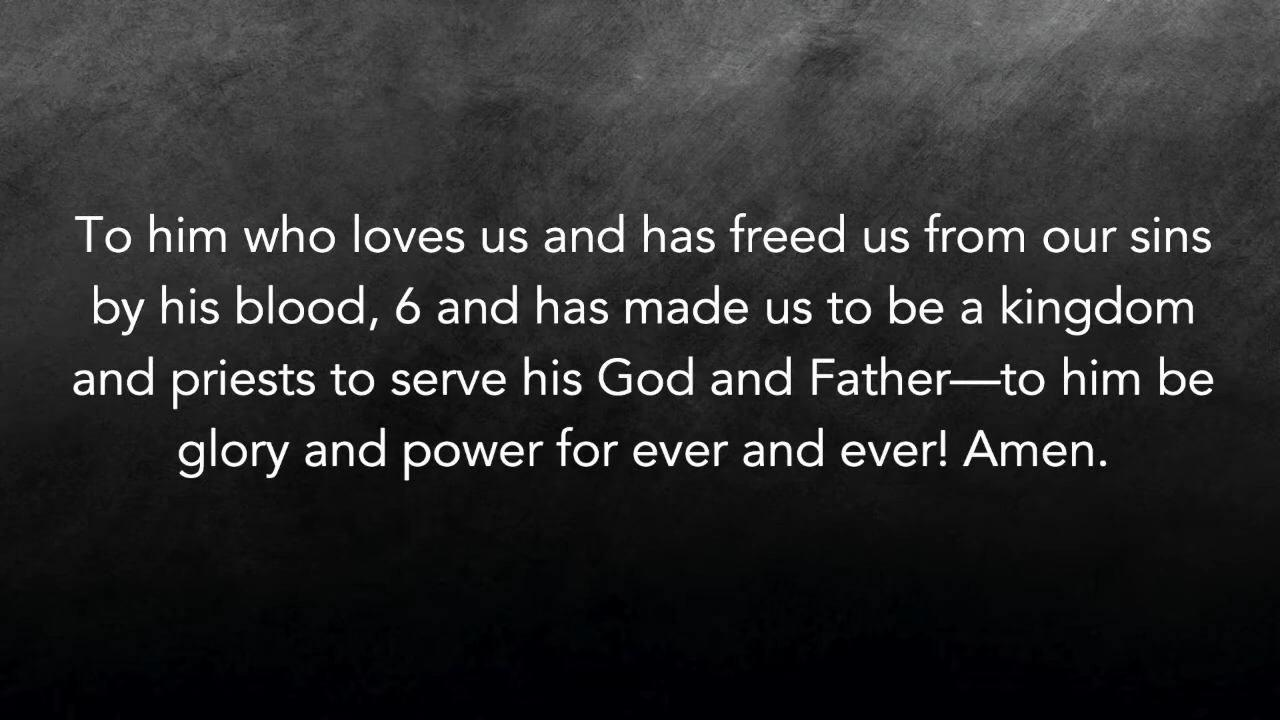 To him who loves us and has freed us from our sins
by his blood, 6 and has made us to be a kingdom
and priests to serve his God and Father—to him be
glory and power for ever and ever! Amen.